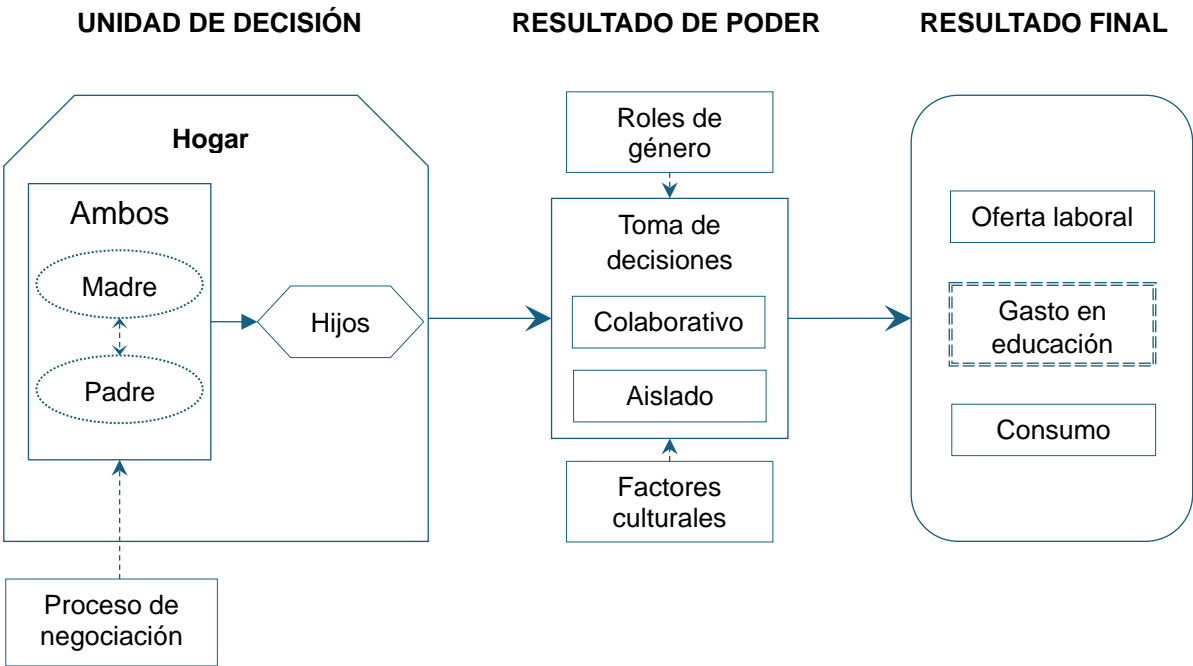 UNIDAD DE DECISIÓN
RESULTADO DE PODER
RESULTADO FINAL
Hogar
Ambos
Madre
Padre
Hijos
Proceso de
negociación
Roles de
género
Toma de
decisiones
Colaborativo
Aislado
Factores
culturales
Oferta laboral
Gasto en
educación
Consumo